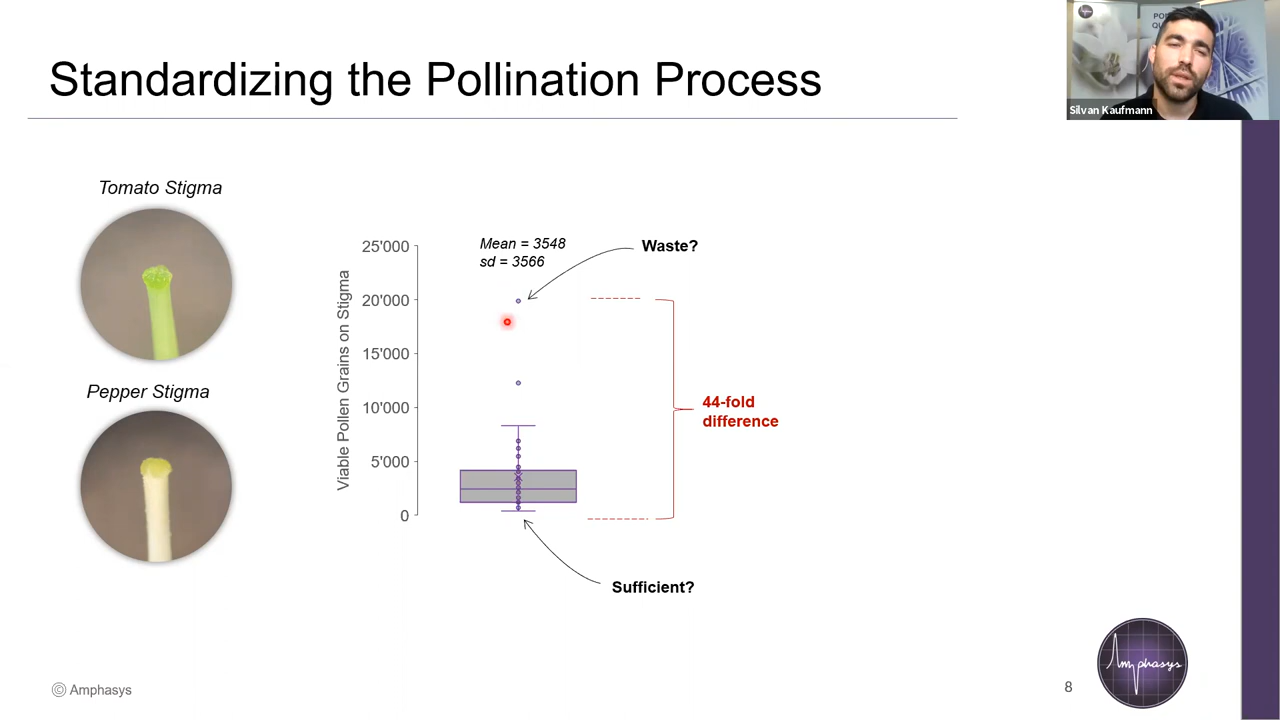 Standardizing the Pollination Process
Silvan Kaufmann
Tomato Stigma
Pepper Stigma
Viable Pollen Grains on Stigma
25'000
20'000
15'000
10'000
5'000
0
Mean = 3548
sd = 3566
Waste?
44-fold
difference
Sufficient?
© Amphasys
8
Amphasys